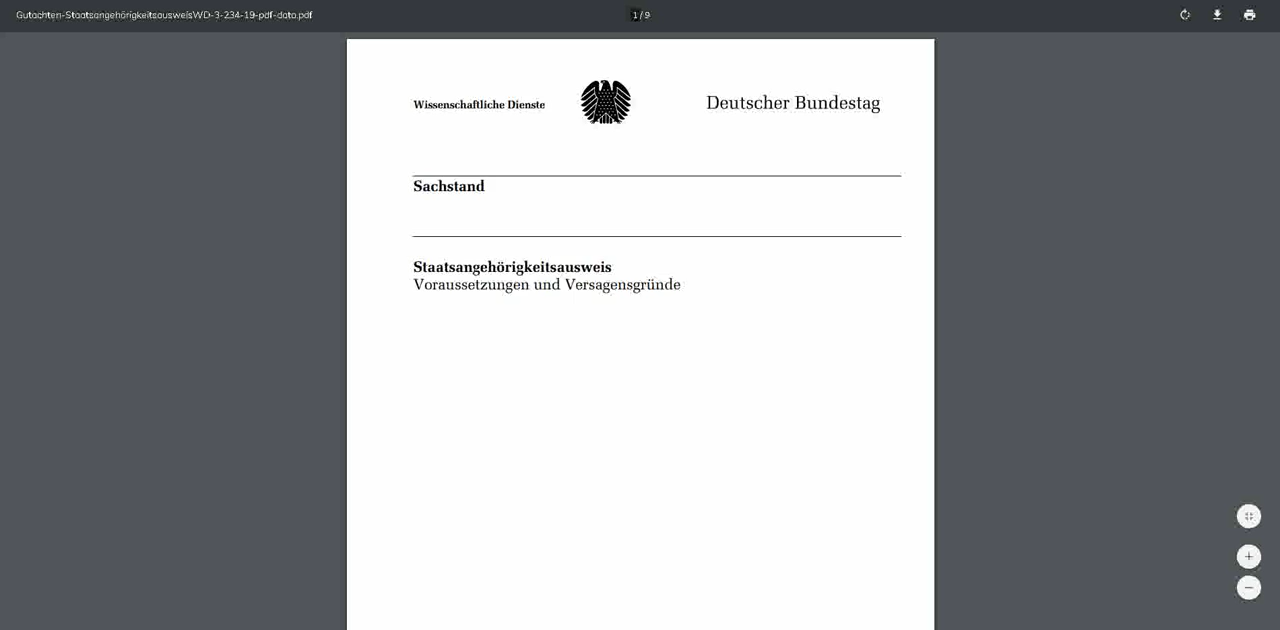 Gutachten-StaatsangehörigkeitsausweisWD-3-234-19-pdf-data.pdf
1 / 9
Wissenschaftliche Dienste
Deutscher Bundestag
Sachstand
Staatsangehörigkeitsausweis
Voraussetzungen und Versagensgründe